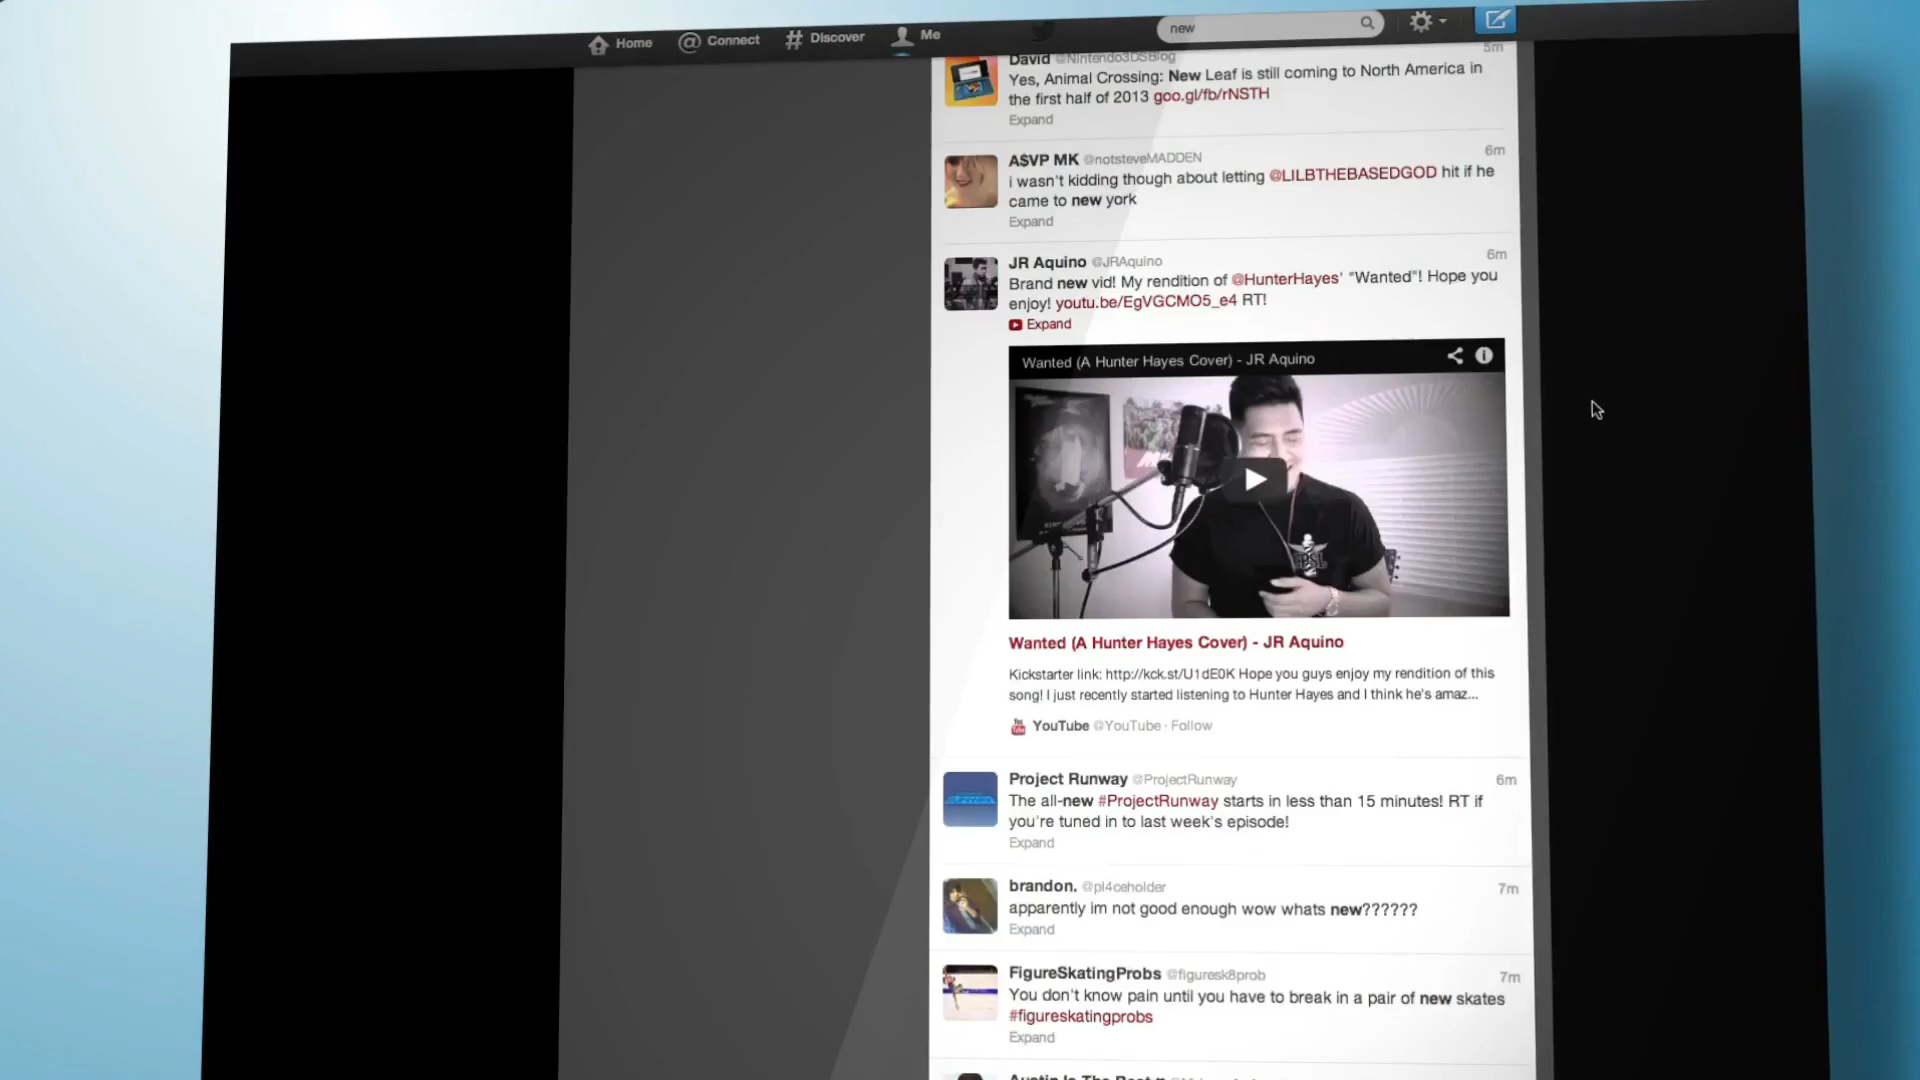 Home Connect Discover Me new
David @Nintendo3DSBlog 5m
Yes, Animal Crossing: New Leaf is still coming to North America in
the first half of 2013 goo.gl/fb/rNSTH
Expand
A$VP MK @notsteveMADDEN 6m
i wasn't kidding though about letting @LILBTHEBASEDGOD hit if he
came to new york
Expand
JR Aquino @JRAquino 6m
Brand new vid! My rendition of @HunterHayes' "Wanted"! Hope you
enjoy! youtu.be/EgVGCMO5_e4 RT!
Expand
Wanted (A Hunter Hayes Cover) - JR Aquino
Wanted (A Hunter Hayes Cover) - JR Aquino
Kickstarter link: http://kck.st/U1dE0K Hope you guys enjoy my rendition of this
song! I just recently started listening to Hunter Hayes and I think he's amaz...
YouTube @YouTube · Follow
Project Runway @ProjectRunway 6m
The all-new #ProjectRunway starts in less than 15 minutes! RT if
you're tuned in to last week's episode!
Expand
brandon. @pl4ceholder 7m
apparently im not good enough wow whats new??????
Expand
FigureSkatingProbs @figuresk8prob 7m
You don't know pain until you have to break in a pair of new skates
#figureskatingprobs
Expand